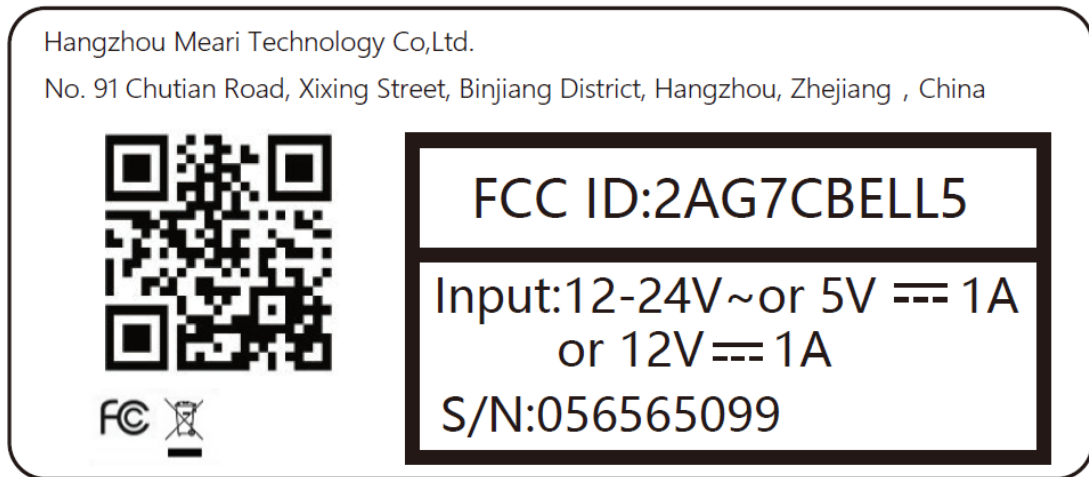 Hangzhou Meari Technology Co,Ltd.
No. 91 Chutian Road, Xixing Street, Binjiang District, Hangzhou, Zhejiang , China
FCC ID:2AG7CBELL5
Input:12-24V~or 5V ⎓ 1A
or 12V ⎓ 1A
S/N:056565099
FC